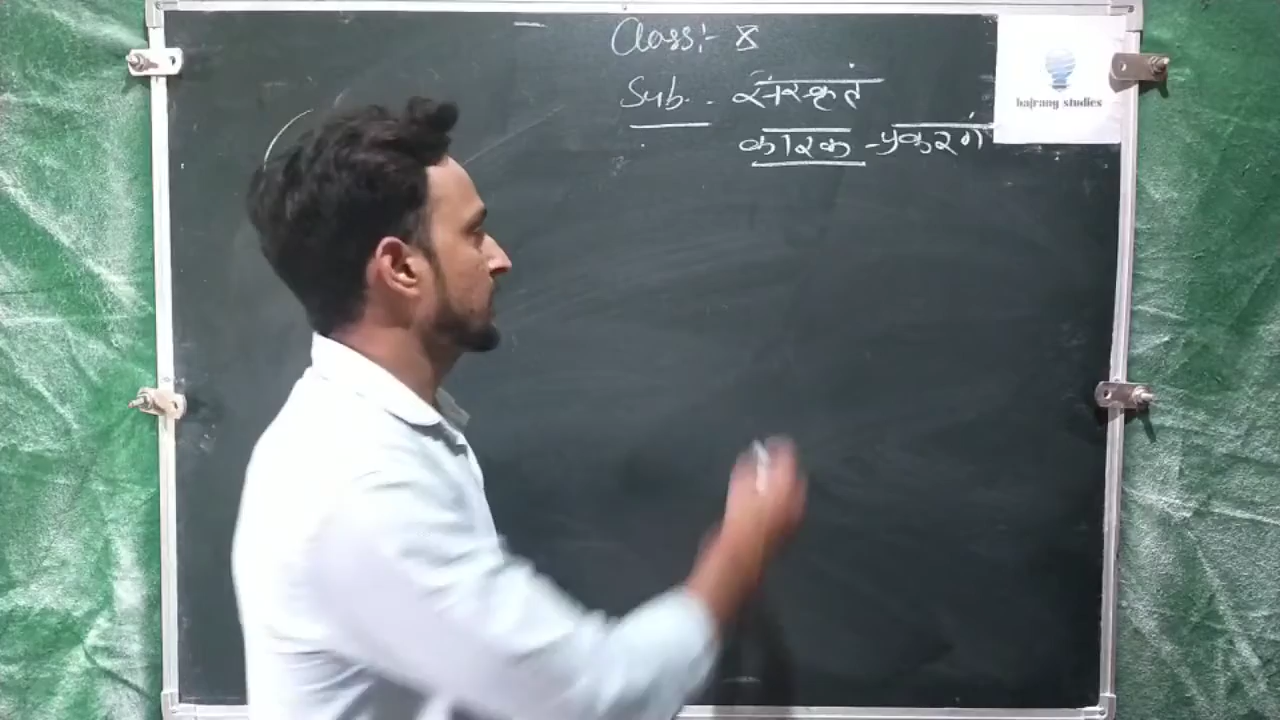 Class:- 8
Sub. - संस्कृतं
कारक - प्रकरणं
bajrang studies